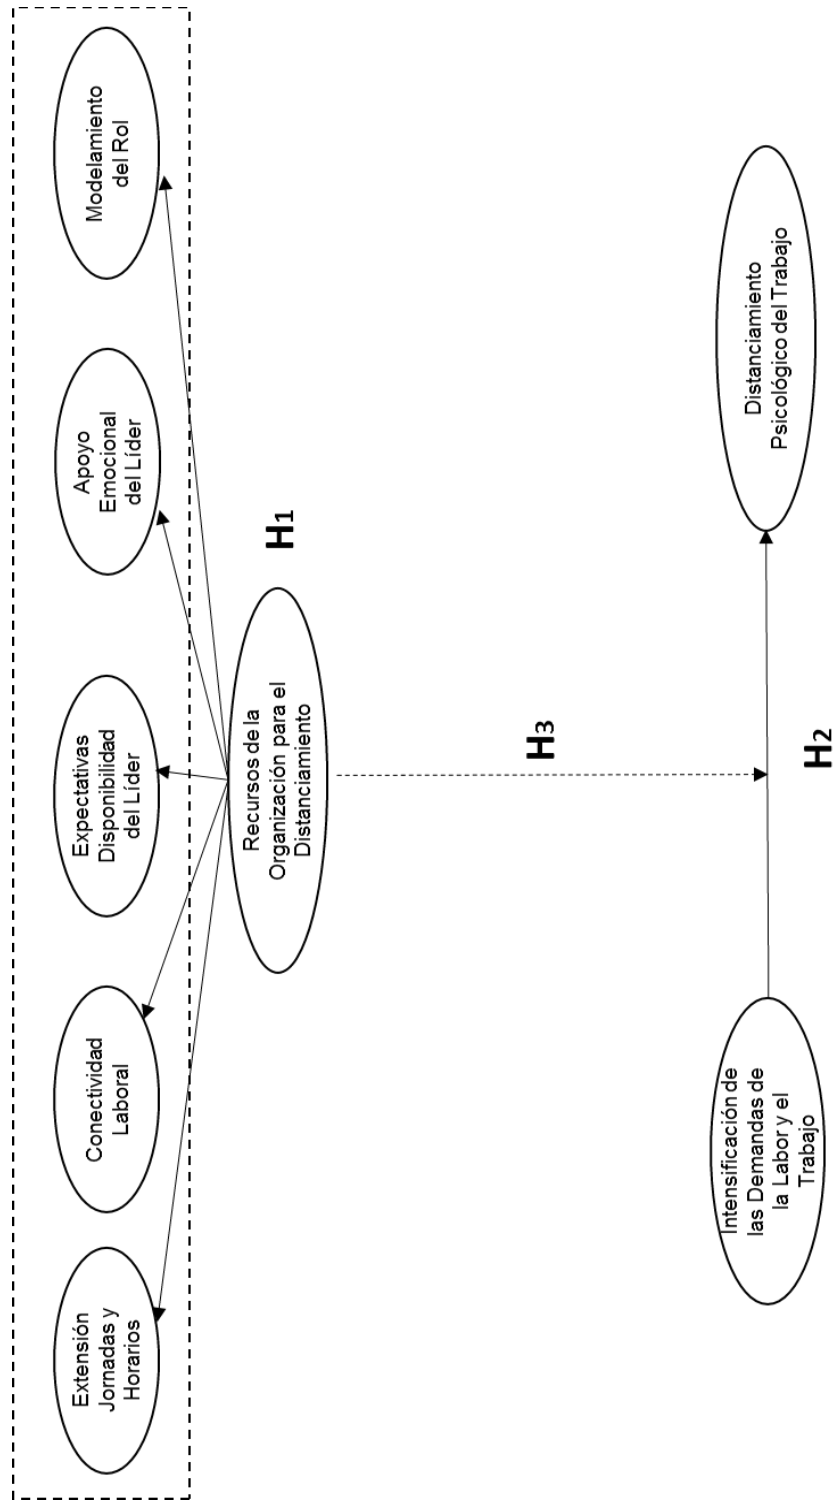 Extensión
Jornadas y
Horarios
Conectividad
Laboral
Expectativas
Disponibilidad
del Líder
Apoyo
Emocional
del Líder
Modelamiento
del Rol
Recursos de la
Organización para el
Distanciamiento
H1
H3
Intensificación de
las Demandas de
la Labor y el
Trabajo
Distanciamiento
Psicológico del Trabajo
H2